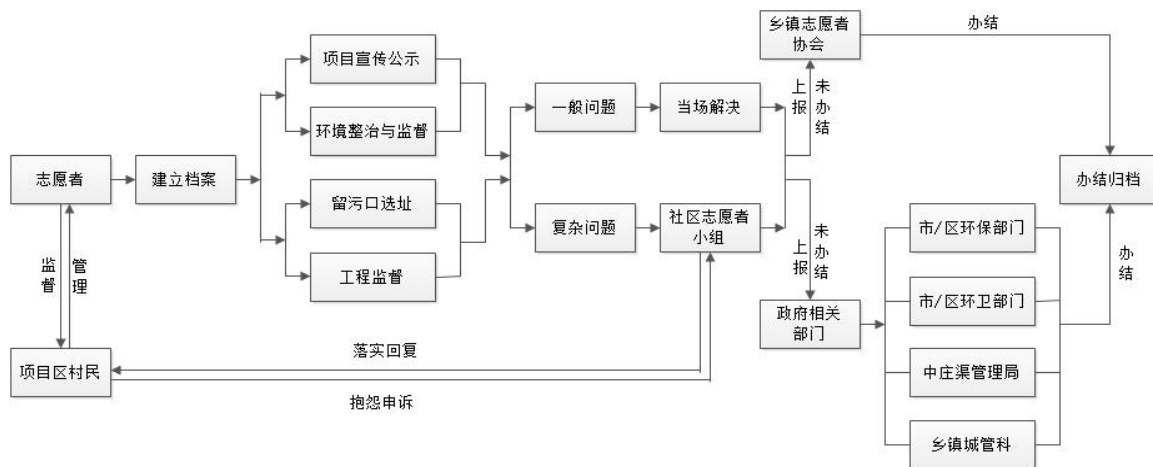 乡镇志愿者
协会
办结
项目宣传公示
上报
未办结
一般问题
当场解决
环境整治与监督
志愿者
建立档案
办结归档
留污口选址
社区志愿者
小组
复杂问题
市/区环保部门
上报
未办结
监督
管理
工程监督
办结
市/区环卫部门
政府相关
部门
落实回复
项目区村民
中庄渠管理局
抱怨申诉
乡镇城管科